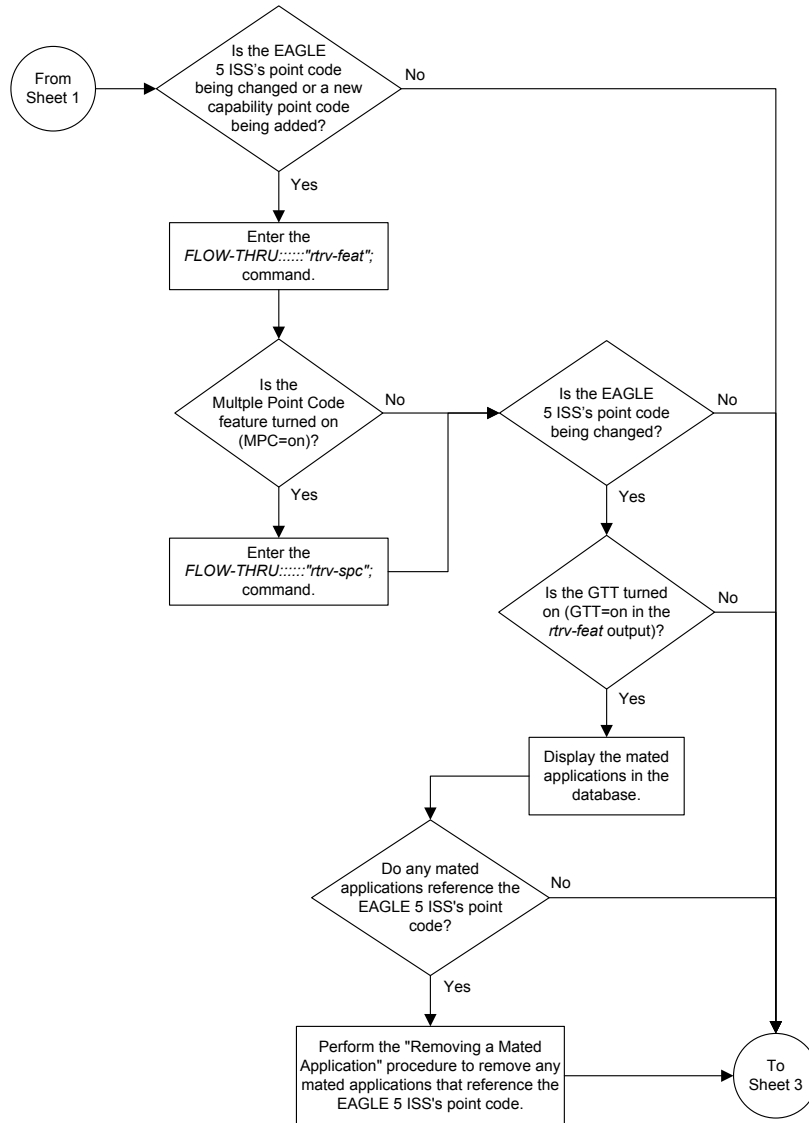 From
Sheet 1
Is the EAGLE
5 ISS's point code
being changed or a new
capability point code
being added?
No
Yes
Enter the
FLOW-THRU::::::"rtrv-feat";
command.
Is the
Multple Point Code
feature turned on
(MPC=on)?
No
Yes
Enter the
FLOW-THRU::::::"rtrv-spc";
command.
Is the EAGLE
5 ISS's point code
being changed?
No
Yes
Is the GTT turned
on (GTT=on in the
rtrv-feat output)?
No
Yes
Display the mated
applications in the
database.
Do any mated
applications reference the
EAGLE 5 ISS's point
code?
No
Yes
Perform the "Removing a Mated
Application" procedure to remove any
mated applications that reference the
EAGLE 5 ISS's point code.
To
Sheet 3